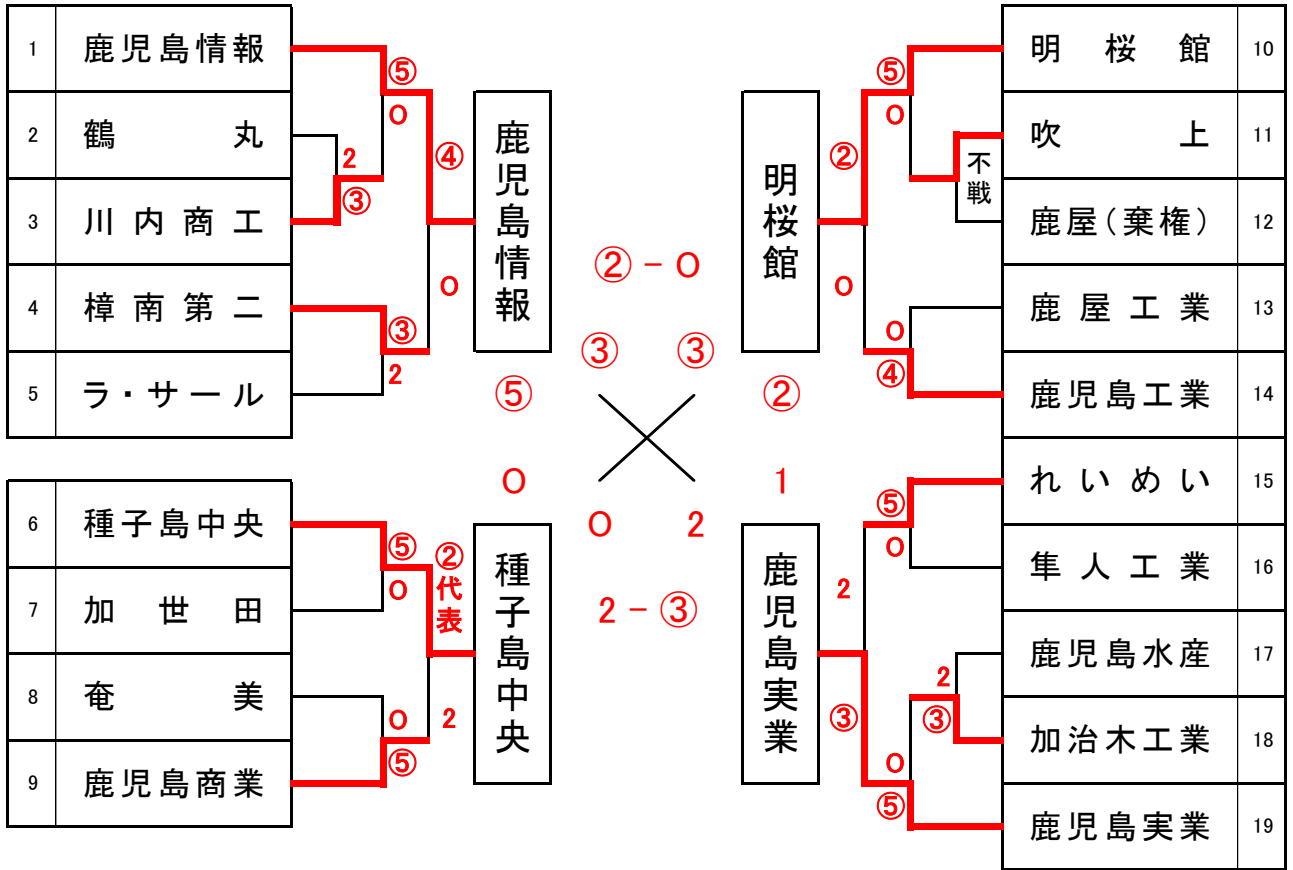 1 鹿児島情報
2 鶴丸
3 川内商工
4 樟南第二
5 ラ・サール
6 種子島中央
7 加世田
8 奄美
9 鹿児島商業
⑤
0
2
③
③
2
④
0
⑤
0
0
⑤
②代表
2
鹿児島情報
種子島中央
⑤
0
②-0
③ ③
0 2
2-③
②
1
明桜館
鹿児島実業
②
0
2
③
⑤
0
不戦
0
④
⑤
0
2
③
0
⑤
明桜館 10
吹上 11
鹿屋(棄権) 12
鹿屋工業 13
鹿児島工業 14
れいめい 15
隼人工業 16
鹿児島水産 17
加治木工業 18
鹿児島実業 19